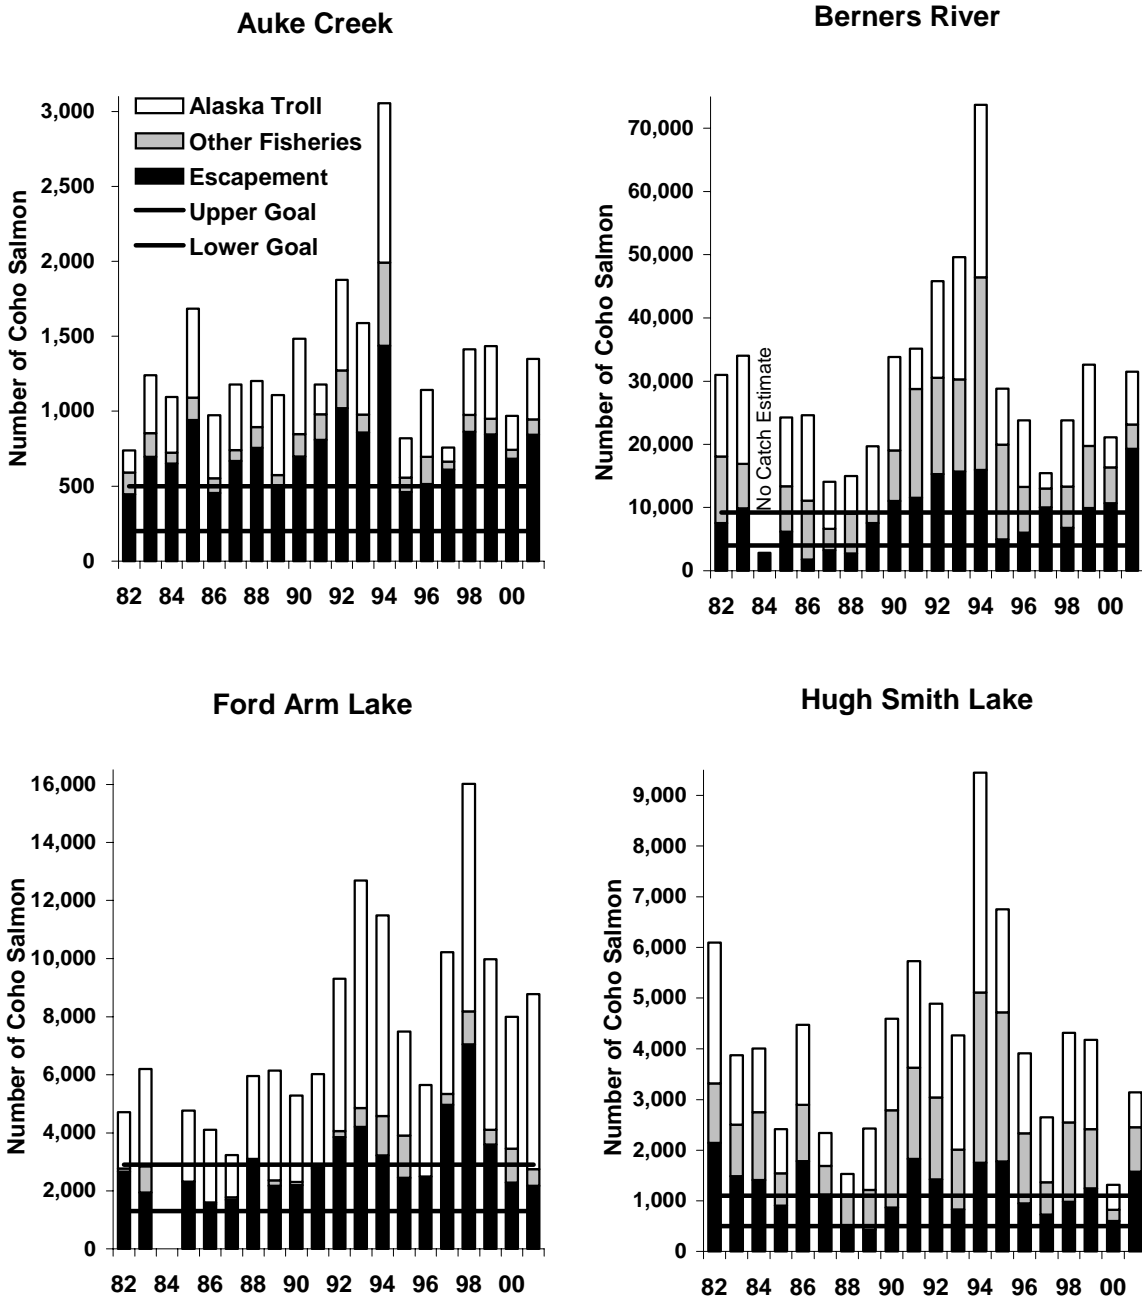 Auke Creek
Number of Coho Salmon
3,000
2,500
2,000
1,500
1,000
500
0
Alaska Troll
Other Fisheries
Escapement
Upper Goal
Lower Goal
82 84 86 88 90 92 94 96 98 00
Berners River
Number of Coho Salmon
70,000
60,000
50,000
40,000
30,000
20,000
10,000
0
No Catch Estimate
82 84 86 88 90 92 94 96 98 00
Ford Arm Lake
Number of Coho Salmon
16,000
14,000
12,000
10,000
8,000
6,000
4,000
2,000
0
82 84 86 88 90 92 94 96 98 00
Hugh Smith Lake
Number of Coho Salmon
9,000
8,000
7,000
6,000
5,000
4,000
3,000
2,000
1,000
0
82 84 86 88 90 92 94 96 98 00